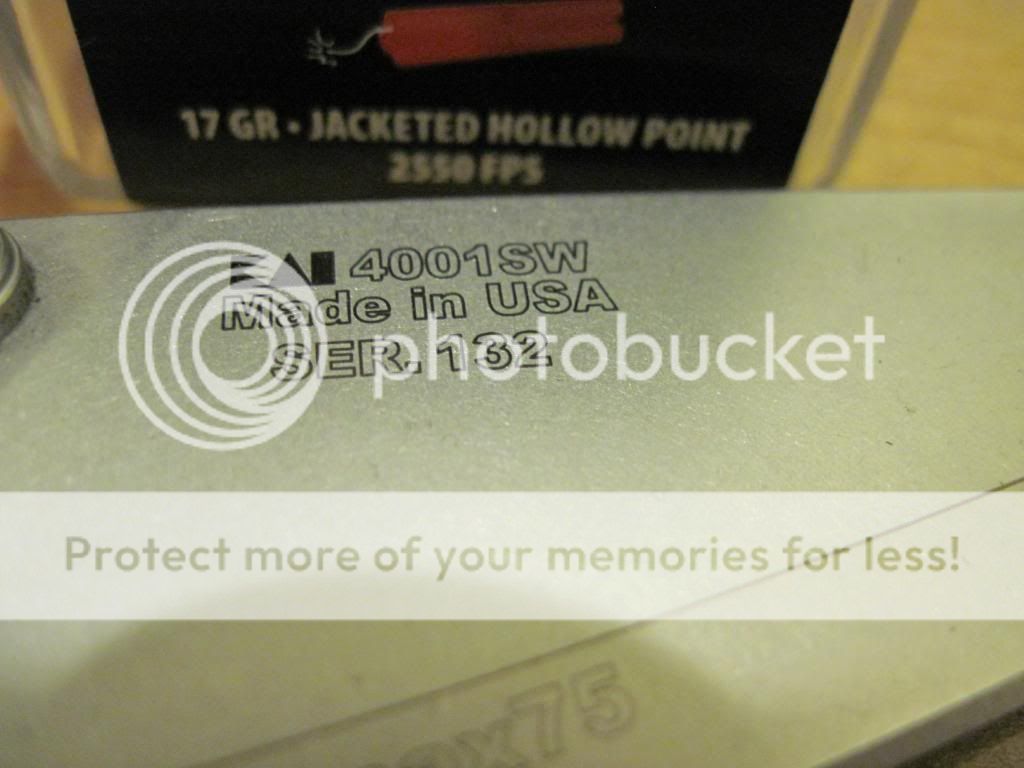 17 GR • JACKETED HOLLOW POINT
2550 FPS
4001SW
Made in USA
SER. 132
photobucket
Protect more of your memories for less!
x75